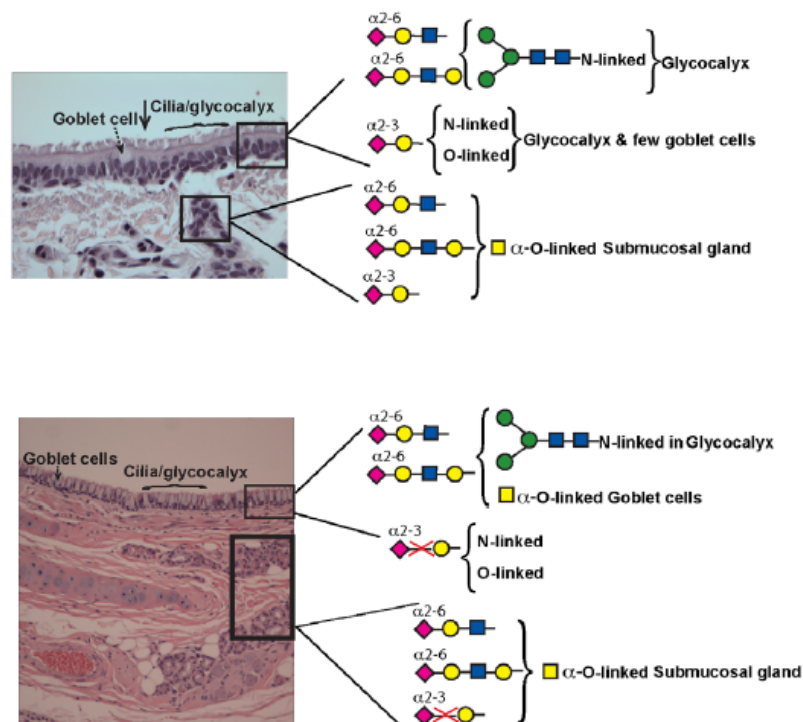 α2-6
α2-6
N-linked
Glycocalyx
Cilia/glycocalyx
Goblet cell
α2-3
N-linked
O-linked
Glycocalyx & few goblet cells
α2-6
α2-6
α-O-linked Submucosal gland
α2-3
α2-6
Goblet cells
Cilia/glycocalyx
α2-6
N-linked in Glycocalyx
α-O-linked Goblet cells
α2-3
N-linked
O-linked
α2-6
α2-6
α-O-linked Submucosal gland
α2-3